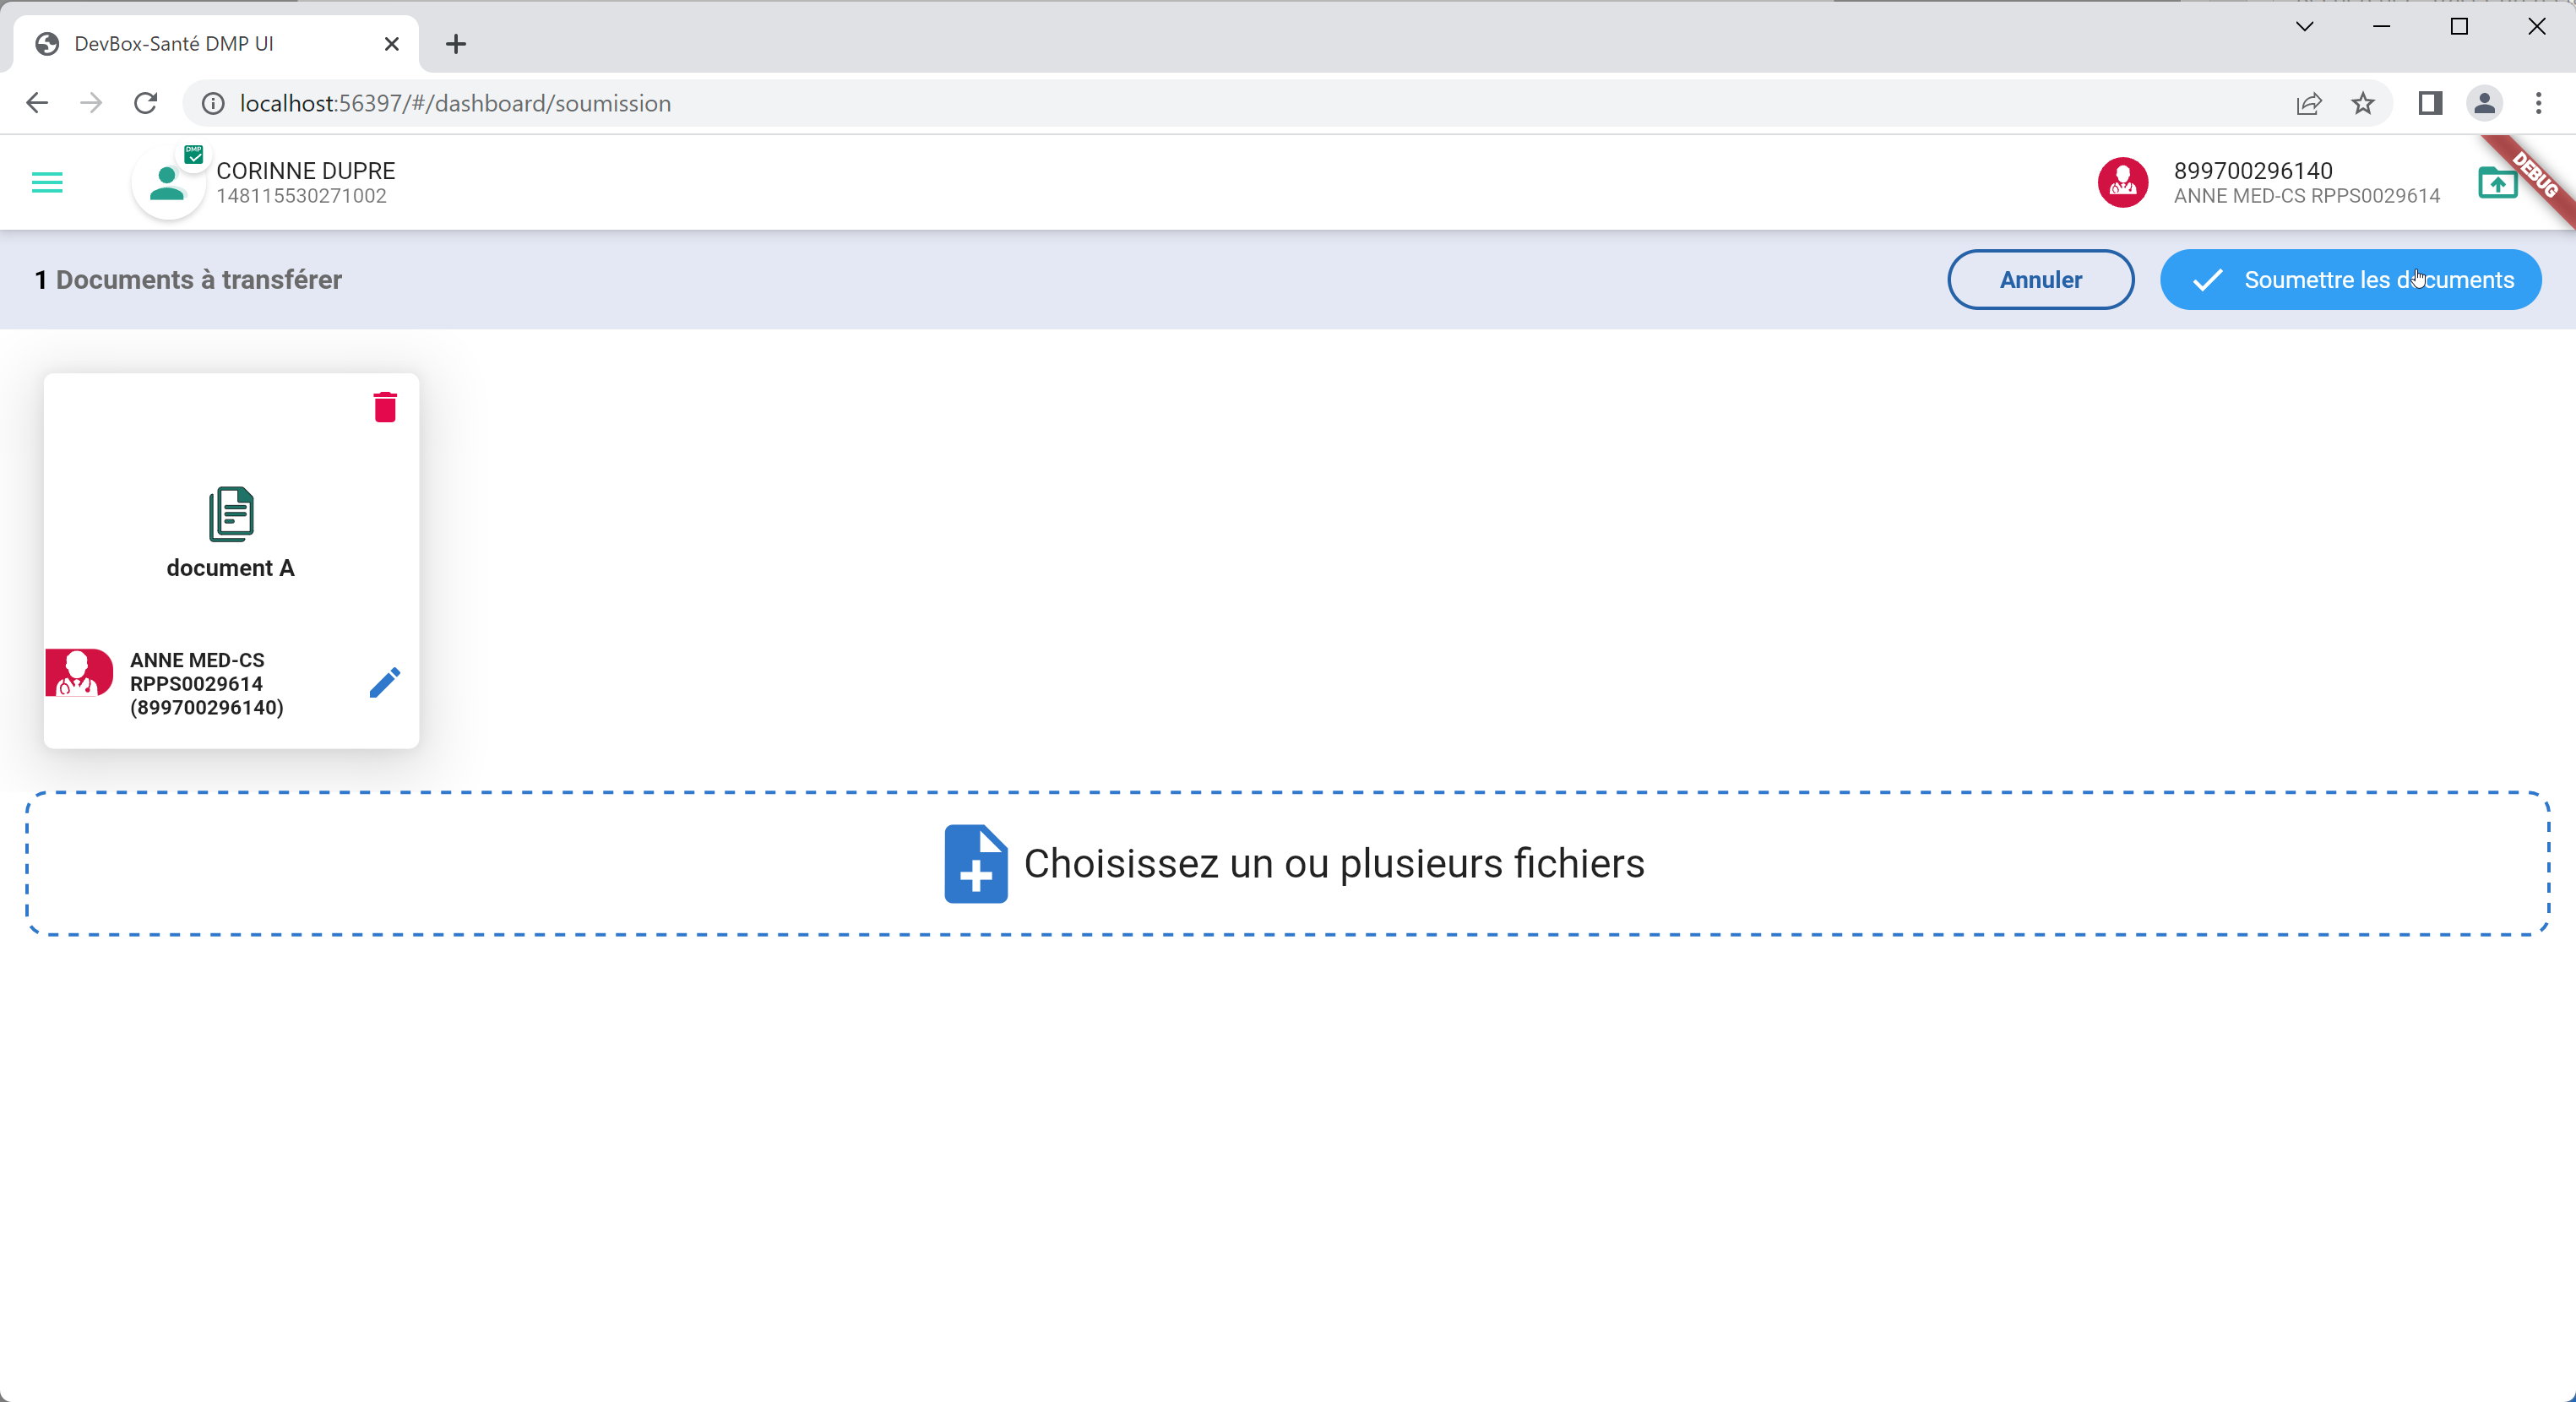 DevBox-Santé DMP UI
localhost:56397/#/dashboard/soumission
DMP
CORINNE DUPRE
148115530271002
899700296140
ANNE MED-CS RPPS0029614
DEBUG
1 Documents à transférer
Annuler
Soumettre les documents
document A
ANNE MED-CS
RPPS0029614
(899700296140)
Choisissez un ou plusieurs fichiers